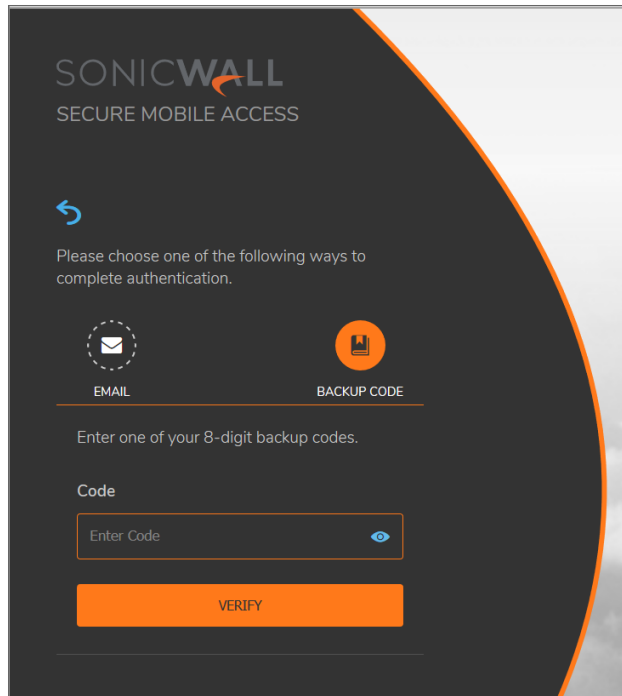 SONICWALL
SECURE MOBILE ACCESS
Please choose one of the following ways to
complete authentication.
EMAIL
BACKUP CODE
Enter one of your 8-digit backup codes.
Code
Enter Code
VERIFY